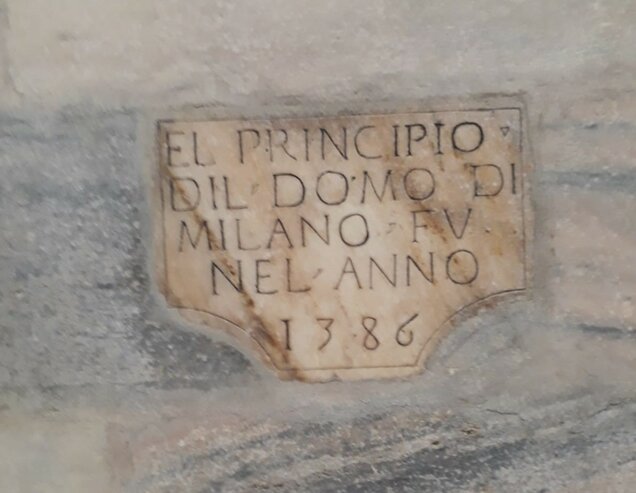 EL PRINCIPIO
DIL DOMO DI
MILANO FV
NEL ANNO
1386